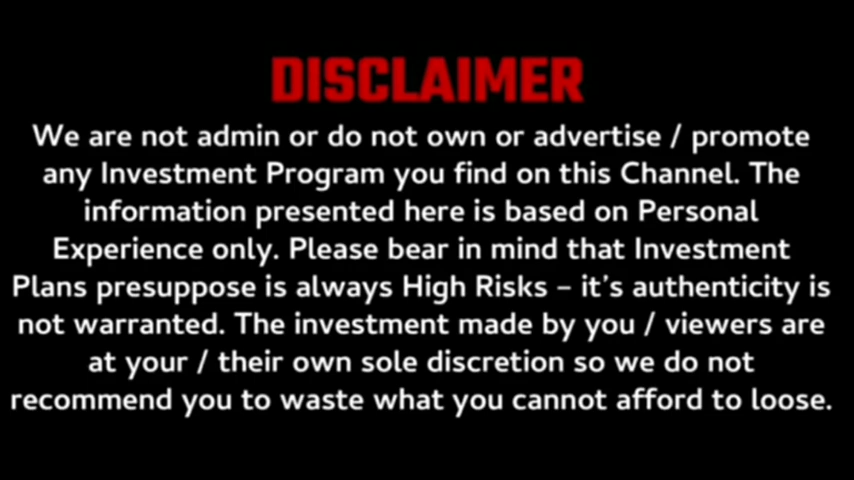 DISCLAIMER
We are not admin or do not own or advertise / promote
any Investment Program you find on this Channel. The
information presented here is based on Personal
Experience only. Please bear in mind that Investment
Plans presuppose is always High Risks – it's authenticity is
not warranted. The investment made by you / viewers are
at your / their own sole discretion so we do not
recommend you to waste what you cannot afford to loose.